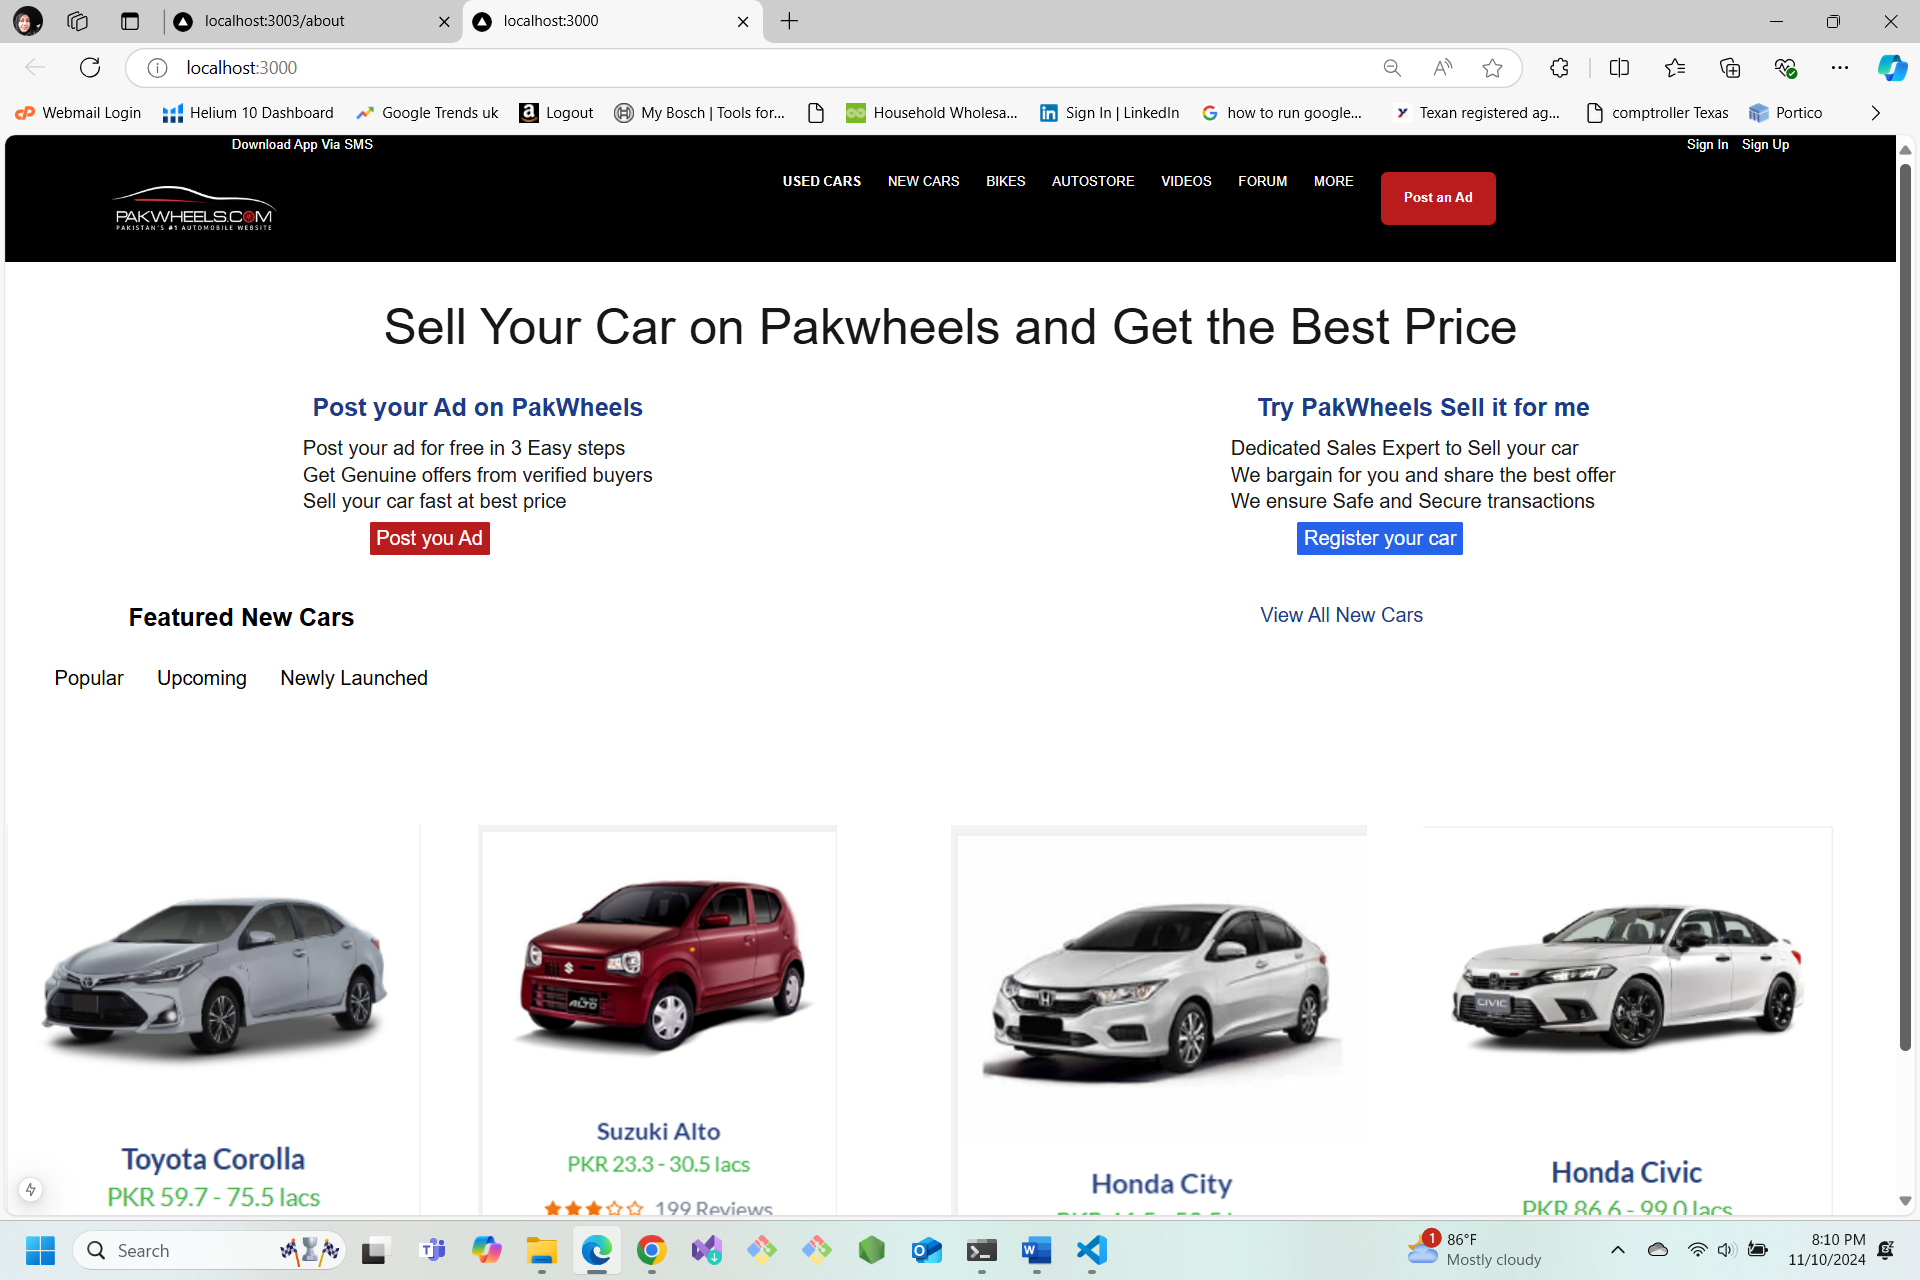 localhost:3003/about
localhost:3000
localhost:3000
Webmail Login
Helium 10 Dashboard
Google Trends uk
Logout
My Bosch | Tools for...
Household Wholesa...
Sign In | LinkedIn
how to run google...
Texan registered ag...
comptroller Texas
Portico
Download App Via SMS
Sign In
Sign Up
PAKWHEELS.COM
PAKISTAN'S #1 AUTOMOBILE WEBSITE
USED CARS
NEW CARS
BIKES
AUTOSTORE
VIDEOS
FORUM
MORE
Post an Ad
Sell Your Car on Pakwheels and Get the Best Price
Post your Ad on PakWheels
Post your ad for free in 3 Easy steps
Get Genuine offers from verified buyers
Sell your car fast at best price
Post you Ad
Try PakWheels Sell it for me
Dedicated Sales Expert to Sell your car
We bargain for you and share the best offer
We ensure Safe and Secure transactions
Register your car
Featured New Cars
View All New Cars
Popular
Upcoming
Newly Launched
ALTO
CIVIC
Toyota Corolla
PKR 59.7 - 75.5 lacs
Suzuki Alto
PKR 23.3 - 30.5 lacs
199 Reviews
Honda City
Honda Civic
PKR 86.6 - 99.0 lacs
Search
1
86°F
Mostly cloudy
8:10 PM
11/10/2024